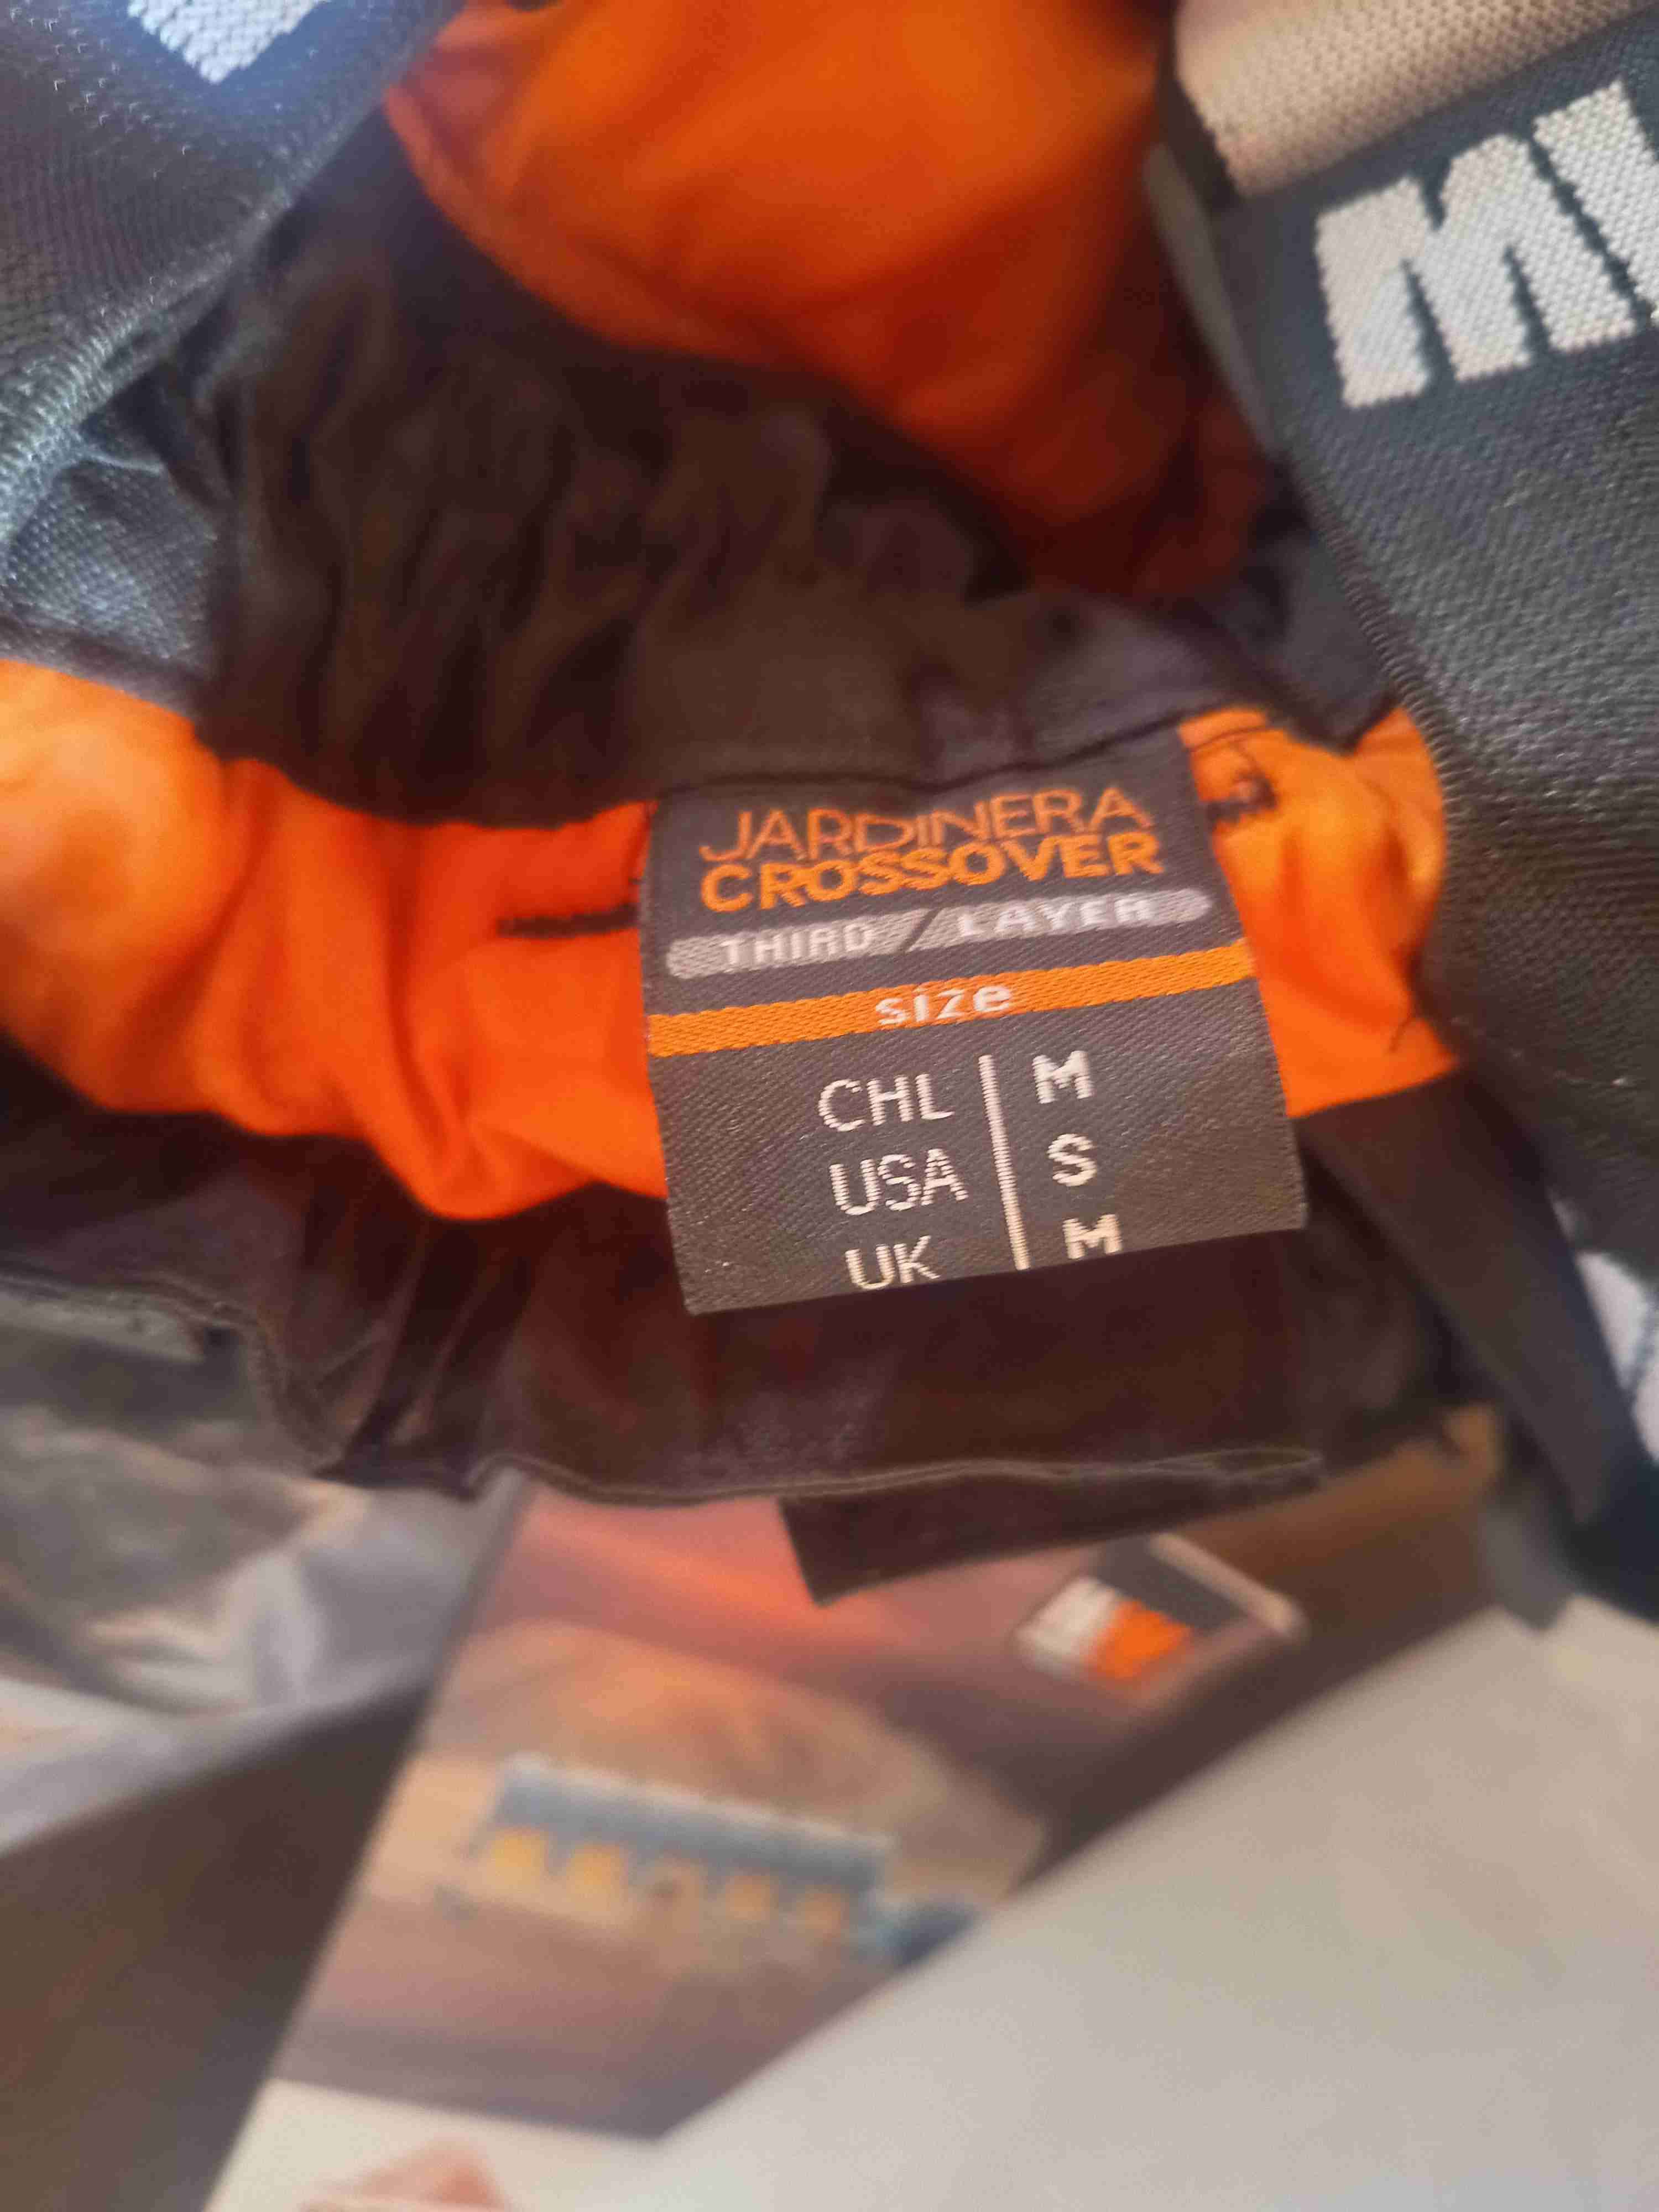 JARDINERA
CROSSOVER
THIRD / LAYER
size
CHL | M
USA | S
UK | M